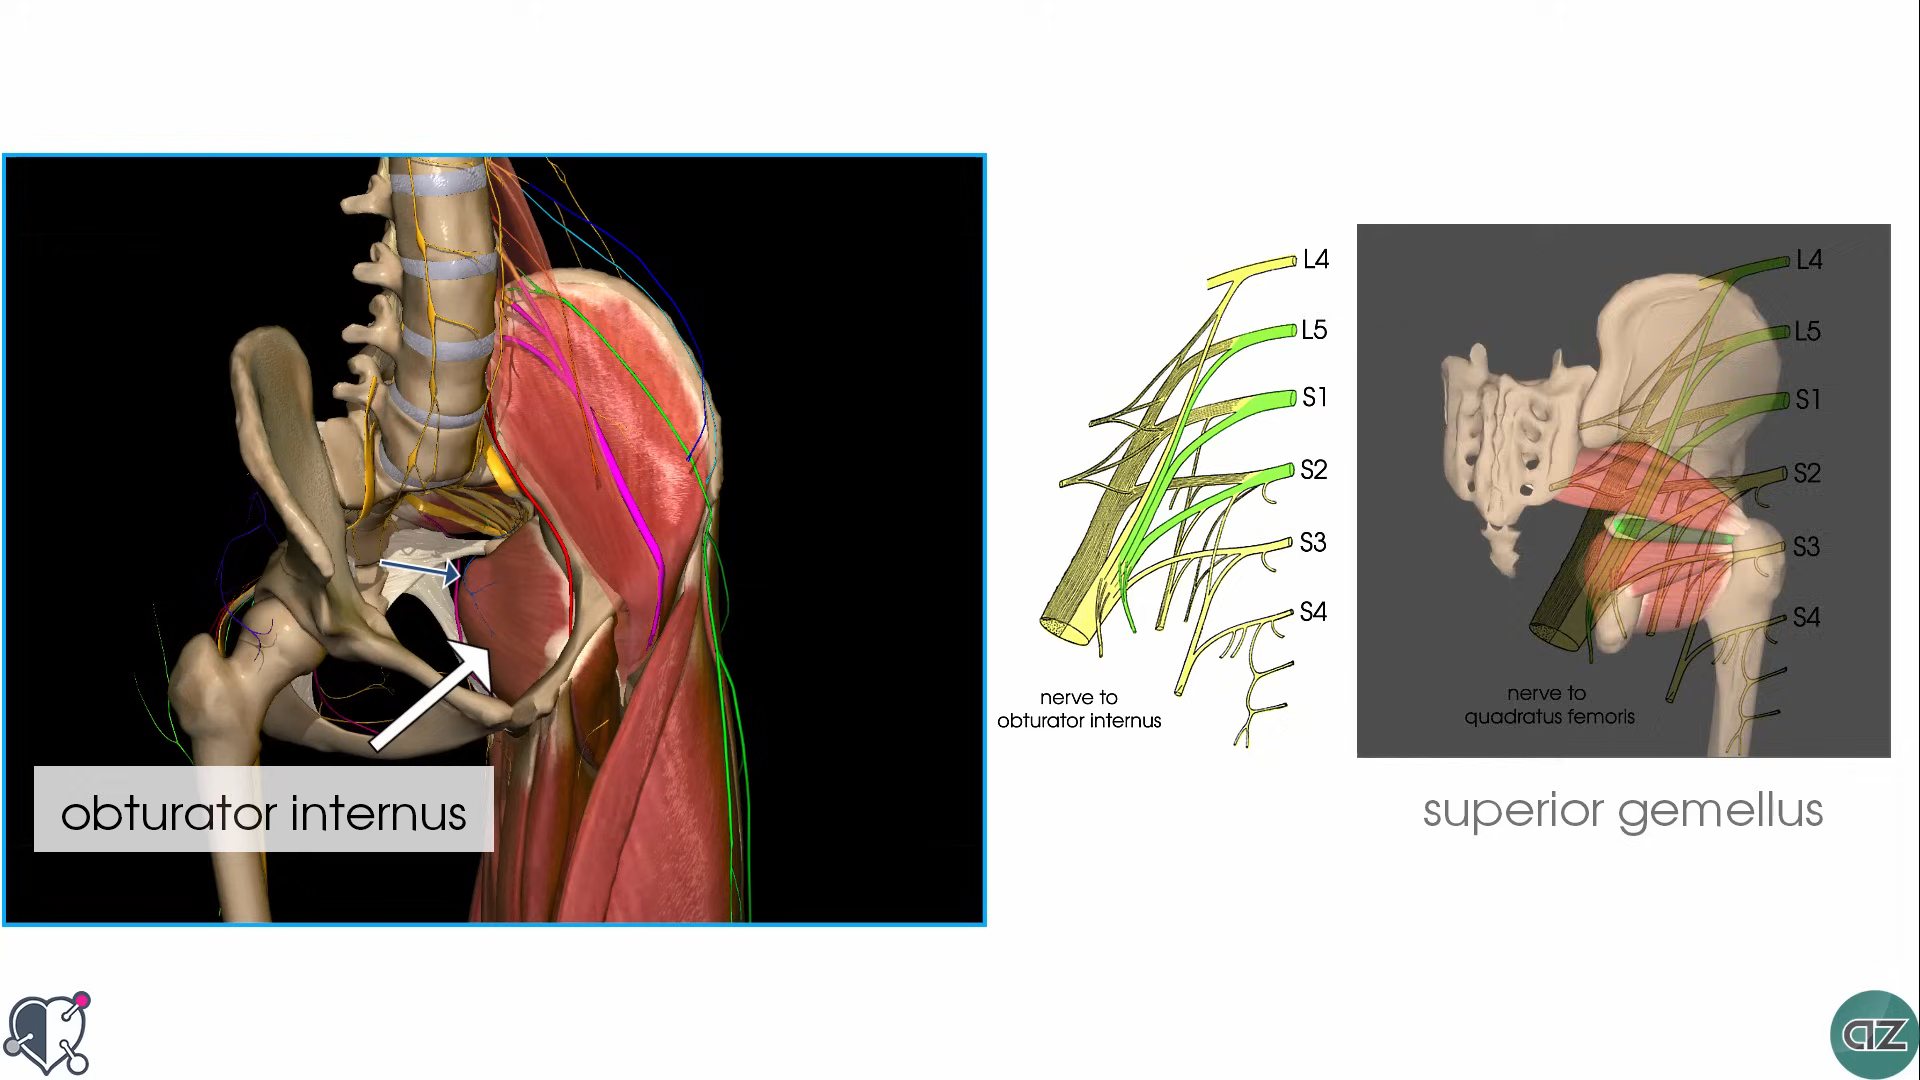 obturator internus
L4
L5
S1
S2
S3
S4
nerve to
obturator internus
L4
L5
S1
S2
S3
S4
nerve to
quadratus femoris
superior gemellus
az